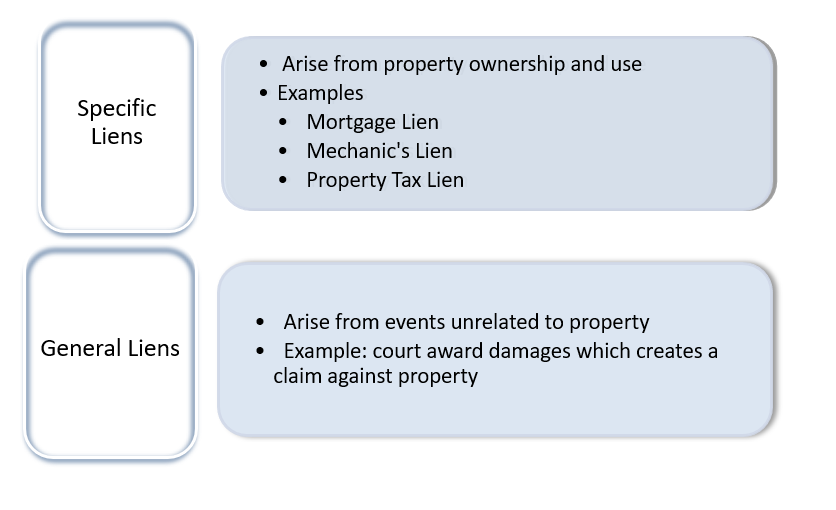 Specific
Liens
• Arise from property ownership and use
• Examples
• Mortgage Lien
• Mechanic's Lien
• Property Tax Lien
General Liens
• Arise from events unrelated to property
• Example: court award damages which creates a
claim against property